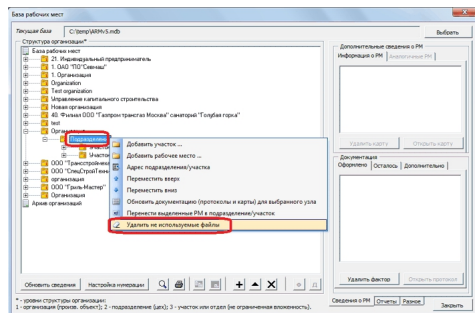 База рабочих мест
Текущая база C:\temp\ARMv5.mdb Выбрать
Структура организации*
База рабочих мест
21. Индивидуальный предприниматель
1. ОАО "ПО"Севмаш"
1. Организация
Organization
Test organization
Управление капитального строительства
Новая организация
40. Филиал ООО "Газпром трансгаз Москва" санаторий "Голубая горка"
test
Организация
Подразделение
Участок
Участок
ООО "Трансстройинвест
ООО "СпецСтройТехни
организация
ООО "Гриль-Мастер"
Организация
Архив организаций
Добавить участок ...
Добавить рабочее место ...
Адрес подразделения/участка
Переместить вверх
Переместить вниз
Обновить документацию (протоколы и карты) для выбранного узла
Перенести выделенные РМ в подразделение/участок
Удалить не используемые файлы
Дополнительные сведения о РМ
Информация о РМ Аналогичные РМ
Удалить карту Открыть карту
Документация
Оформлено Осталось Дополнительно
Удалить фактор Открыть протокол
Обновить сведения Настройка нумерации
Сведения о РМ Отчеты Разное
* - уровни структуры организации:
1 - организация (произв. объект); 2 - подразделение (цех); 3 - участок или отдел (не ограниченная вложенность).
Закрыть